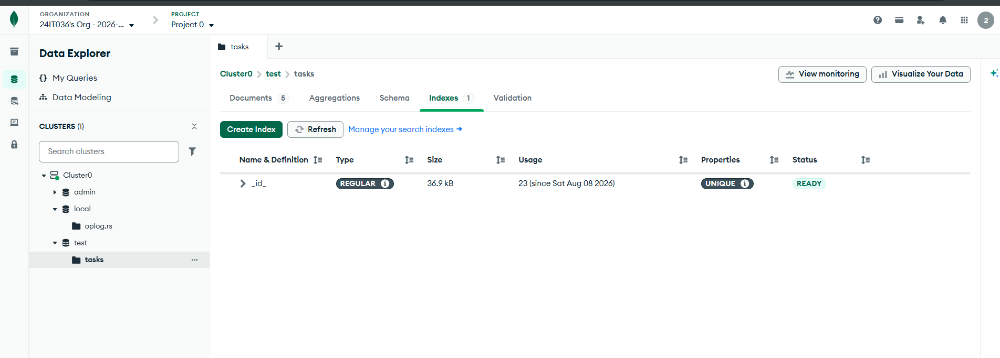 ORGANIZATION
24IT036's Org - 2026-...
PROJECT
Project 0
2
Data Explorer
My Queries
Data Modeling
CLUSTERS (1)
Search clusters
Cluster0
admin
local
oplog.rs
test
tasks
tasks
Cluster0 > test > tasks
View monitoring
Visualize Your Data
Documents 5
Aggregations
Schema
Indexes 1
Validation
Create Index
Refresh
Manage your search indexes
Name & Definition
Type
Size
Usage
Properties
Status
_id_
REGULAR
36.9 kB
23 (since Sat Aug 08 2026)
UNIQUE
READY